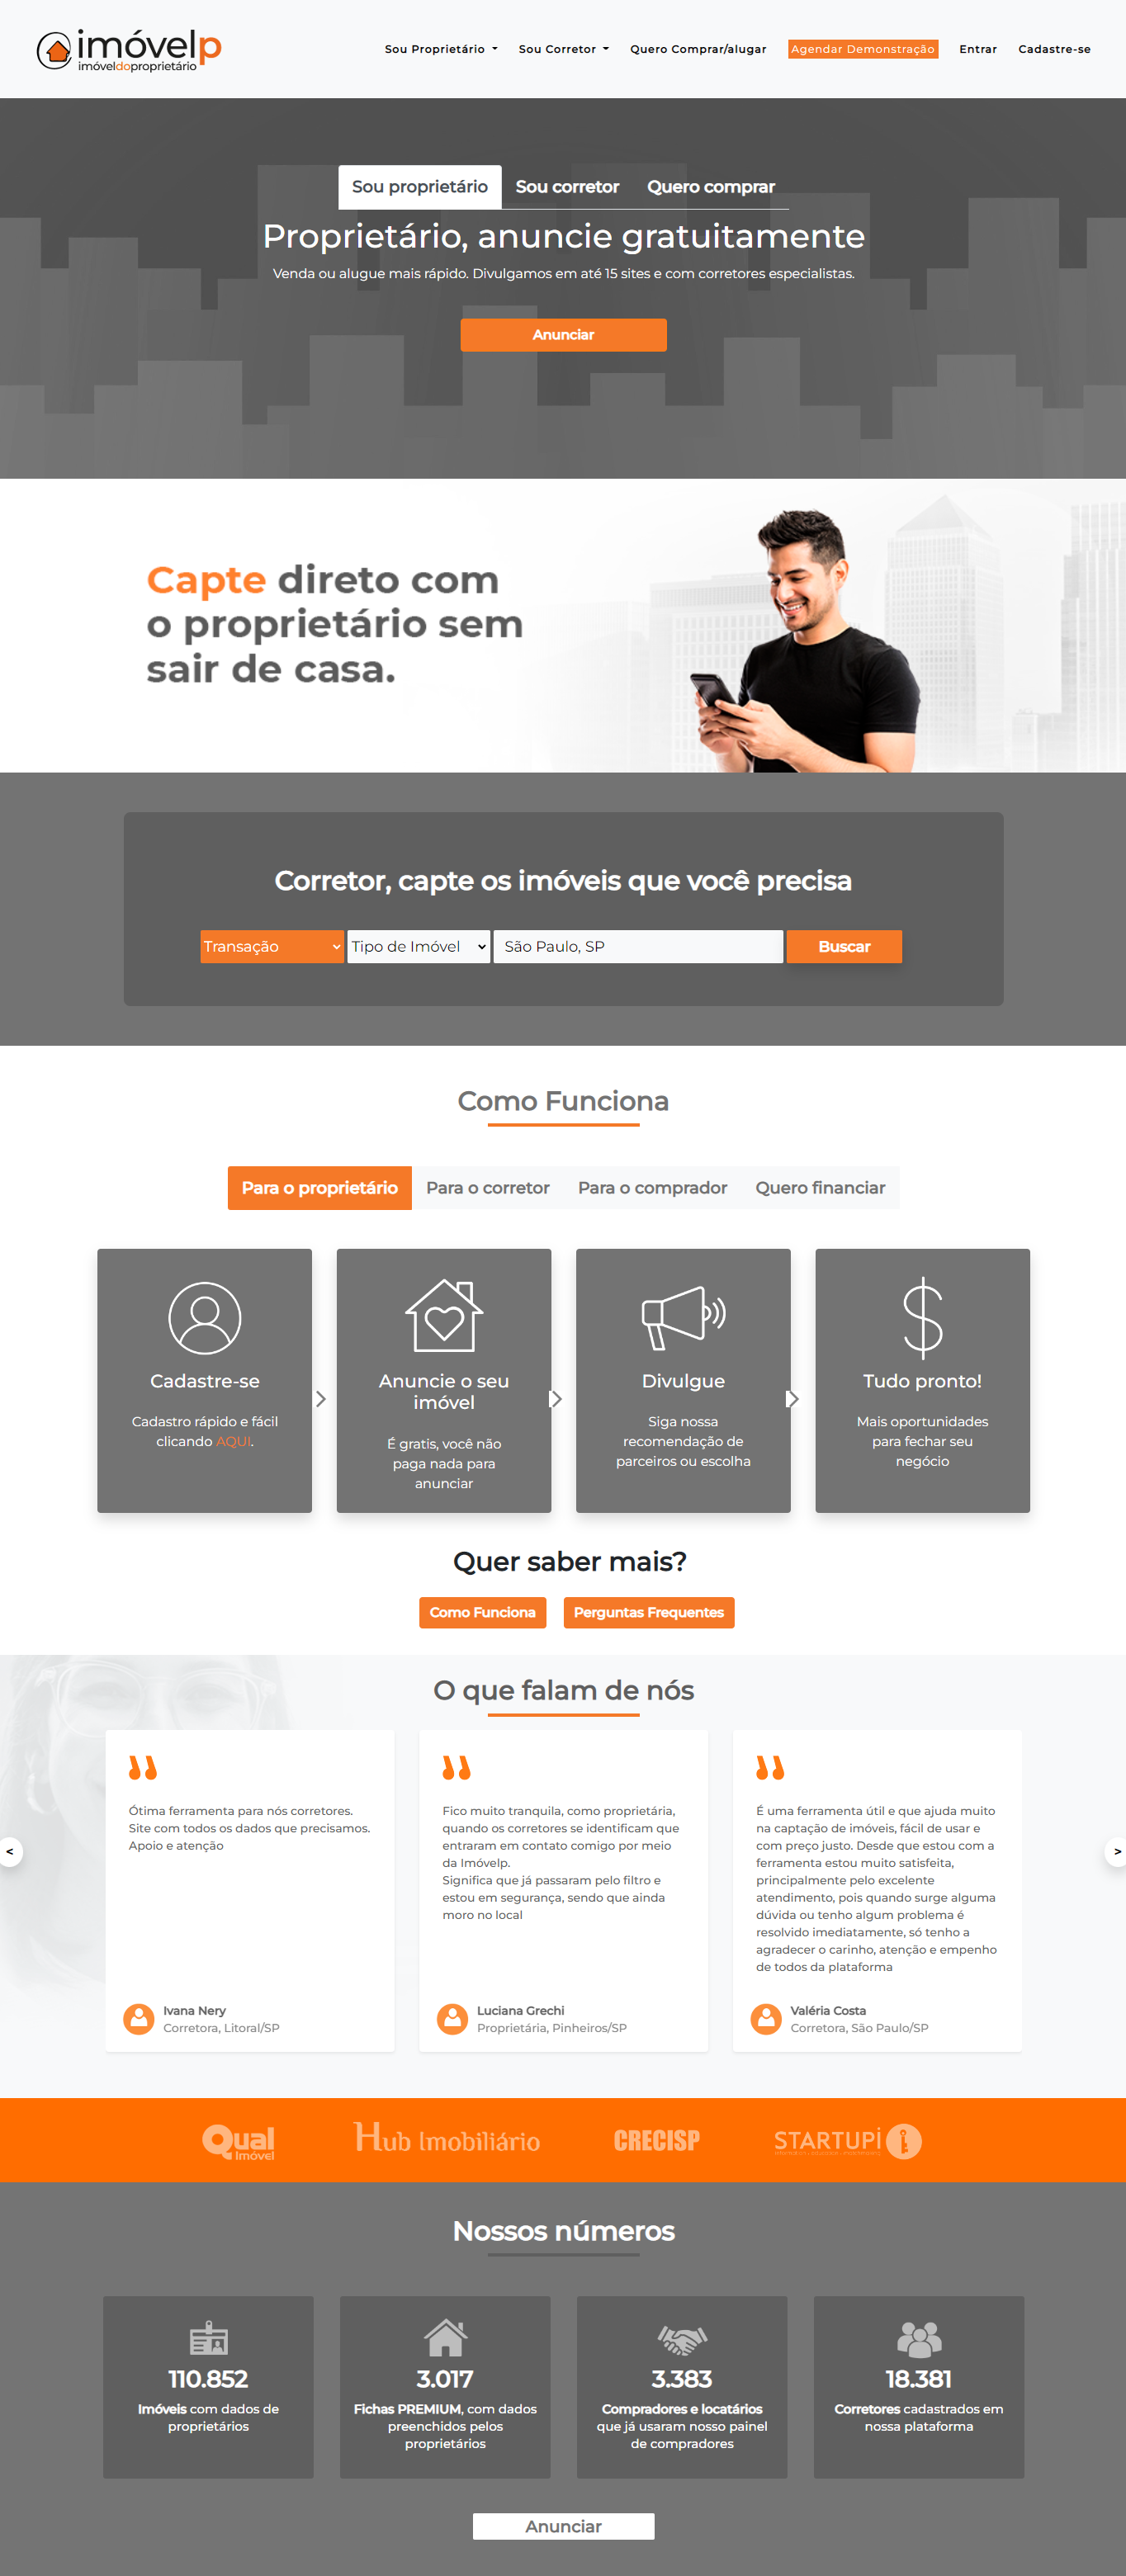 imóvelp
imóveldoproprietário
Sou Proprietário
Sou Corretor
Quero Comprar/alugar
Agendar Demonstração
Entrar
Cadastre-se
Sou proprietário
Sou corretor
Quero comprar
Proprietário, anuncie gratuitamente
Venda ou alugue mais rápido. Divulgamos em até 15 sites e com corretores especialistas.
Anunciar
Capte direto com
o proprietário sem
sair de casa.
Corretor, capte os imóveis que você precisa
Transação
Tipo de Imóvel
São Paulo, SP
Buscar
Como Funciona
Para o proprietário
Para o corretor
Para o comprador
Quero financiar
Cadastre-se
Cadastro rápido e fácil
clicando AQUI.
Anuncie o seu
imóvel
É gratis, você não
paga nada para
anunciar
Divulgue
Siga nossa
recomendação de
parceiros ou escolha
Tudo pronto!
Mais oportunidades
para fechar seu
negócio
Quer saber mais?
Como Funciona
Perguntas Frequentes
O que falam de nós
Ótima ferramenta para nós corretores.
Site com todos os dados que precisamos.
Apoio e atenção
Ivana Nery
Corretora, Litoral/SP
Fico muito tranquila, como proprietária,
quando os corretores se identificam que
entraram em contato comigo por meio
da Imóvelp.
Significa que já passaram pelo filtro e
estou em segurança, sendo que ainda
moro no local
Luciana Grechi
Proprietária, Pinheiros/SP
É uma ferramenta útil e que ajuda muito
na captação de imóveis, fácil de usar e
com preço justo. Desde que estou com a
ferramenta estou muito satisfeita,
principalmente pelo excelente
atendimento, pois quando surge alguma
dúvida ou tenho algum problema é
resolvido imediatamente, só tenho a
agradecer o carinho, atenção e empenho
de todos da plataforma
Valéria Costa
Corretora, São Paulo/SP
<
>
Qual
Imóvel
Hub Imobiliário
CRECISP
STARTUPi
Nossos números
110.852
Imóveis com dados de
proprietários
3.017
Fichas PREMIUM, com dados
preenchidos pelos
proprietários
3.383
Compradores e locatários
que já usaram nosso painel
de compradores
18.381
Corretores cadastrados em
nossa plataforma
Anunciar